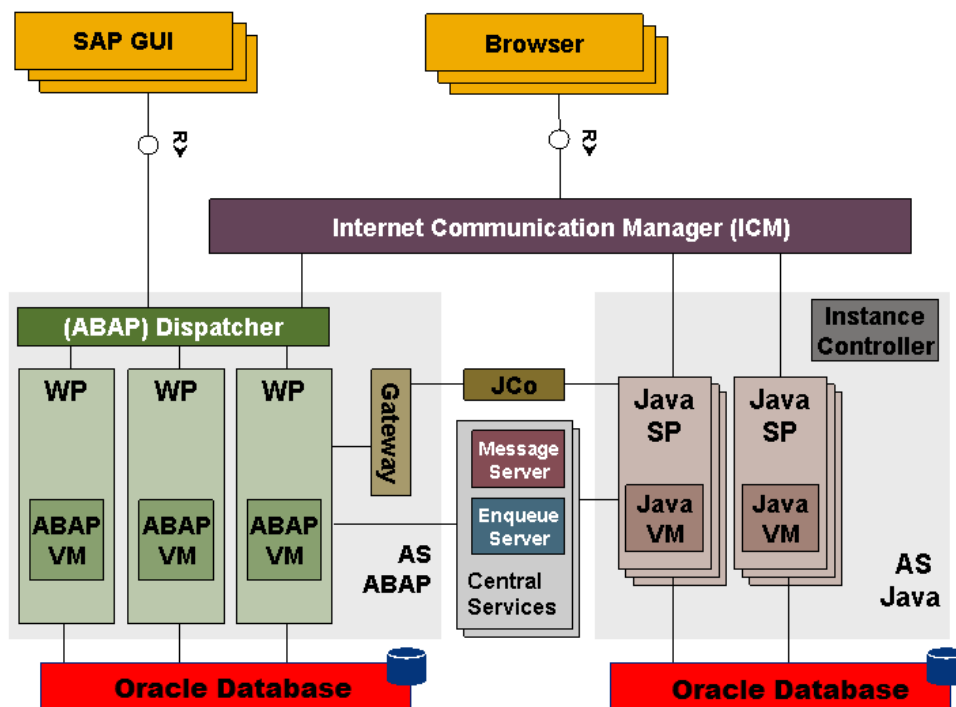 SAP GUI
Browser
R
R
Internet Communication Manager (ICM)
(ABAP) Dispatcher
Instance
Controller
WP
WP
WP
Gateway
JCo
Java
SP
Java
SP
Message
Server
Enqueue
Server
Central
Services
ABAP
VM
ABAP
VM
ABAP
VM
Java
VM
Java
VM
AS
ABAP
AS
Java
Oracle Database
Oracle Database